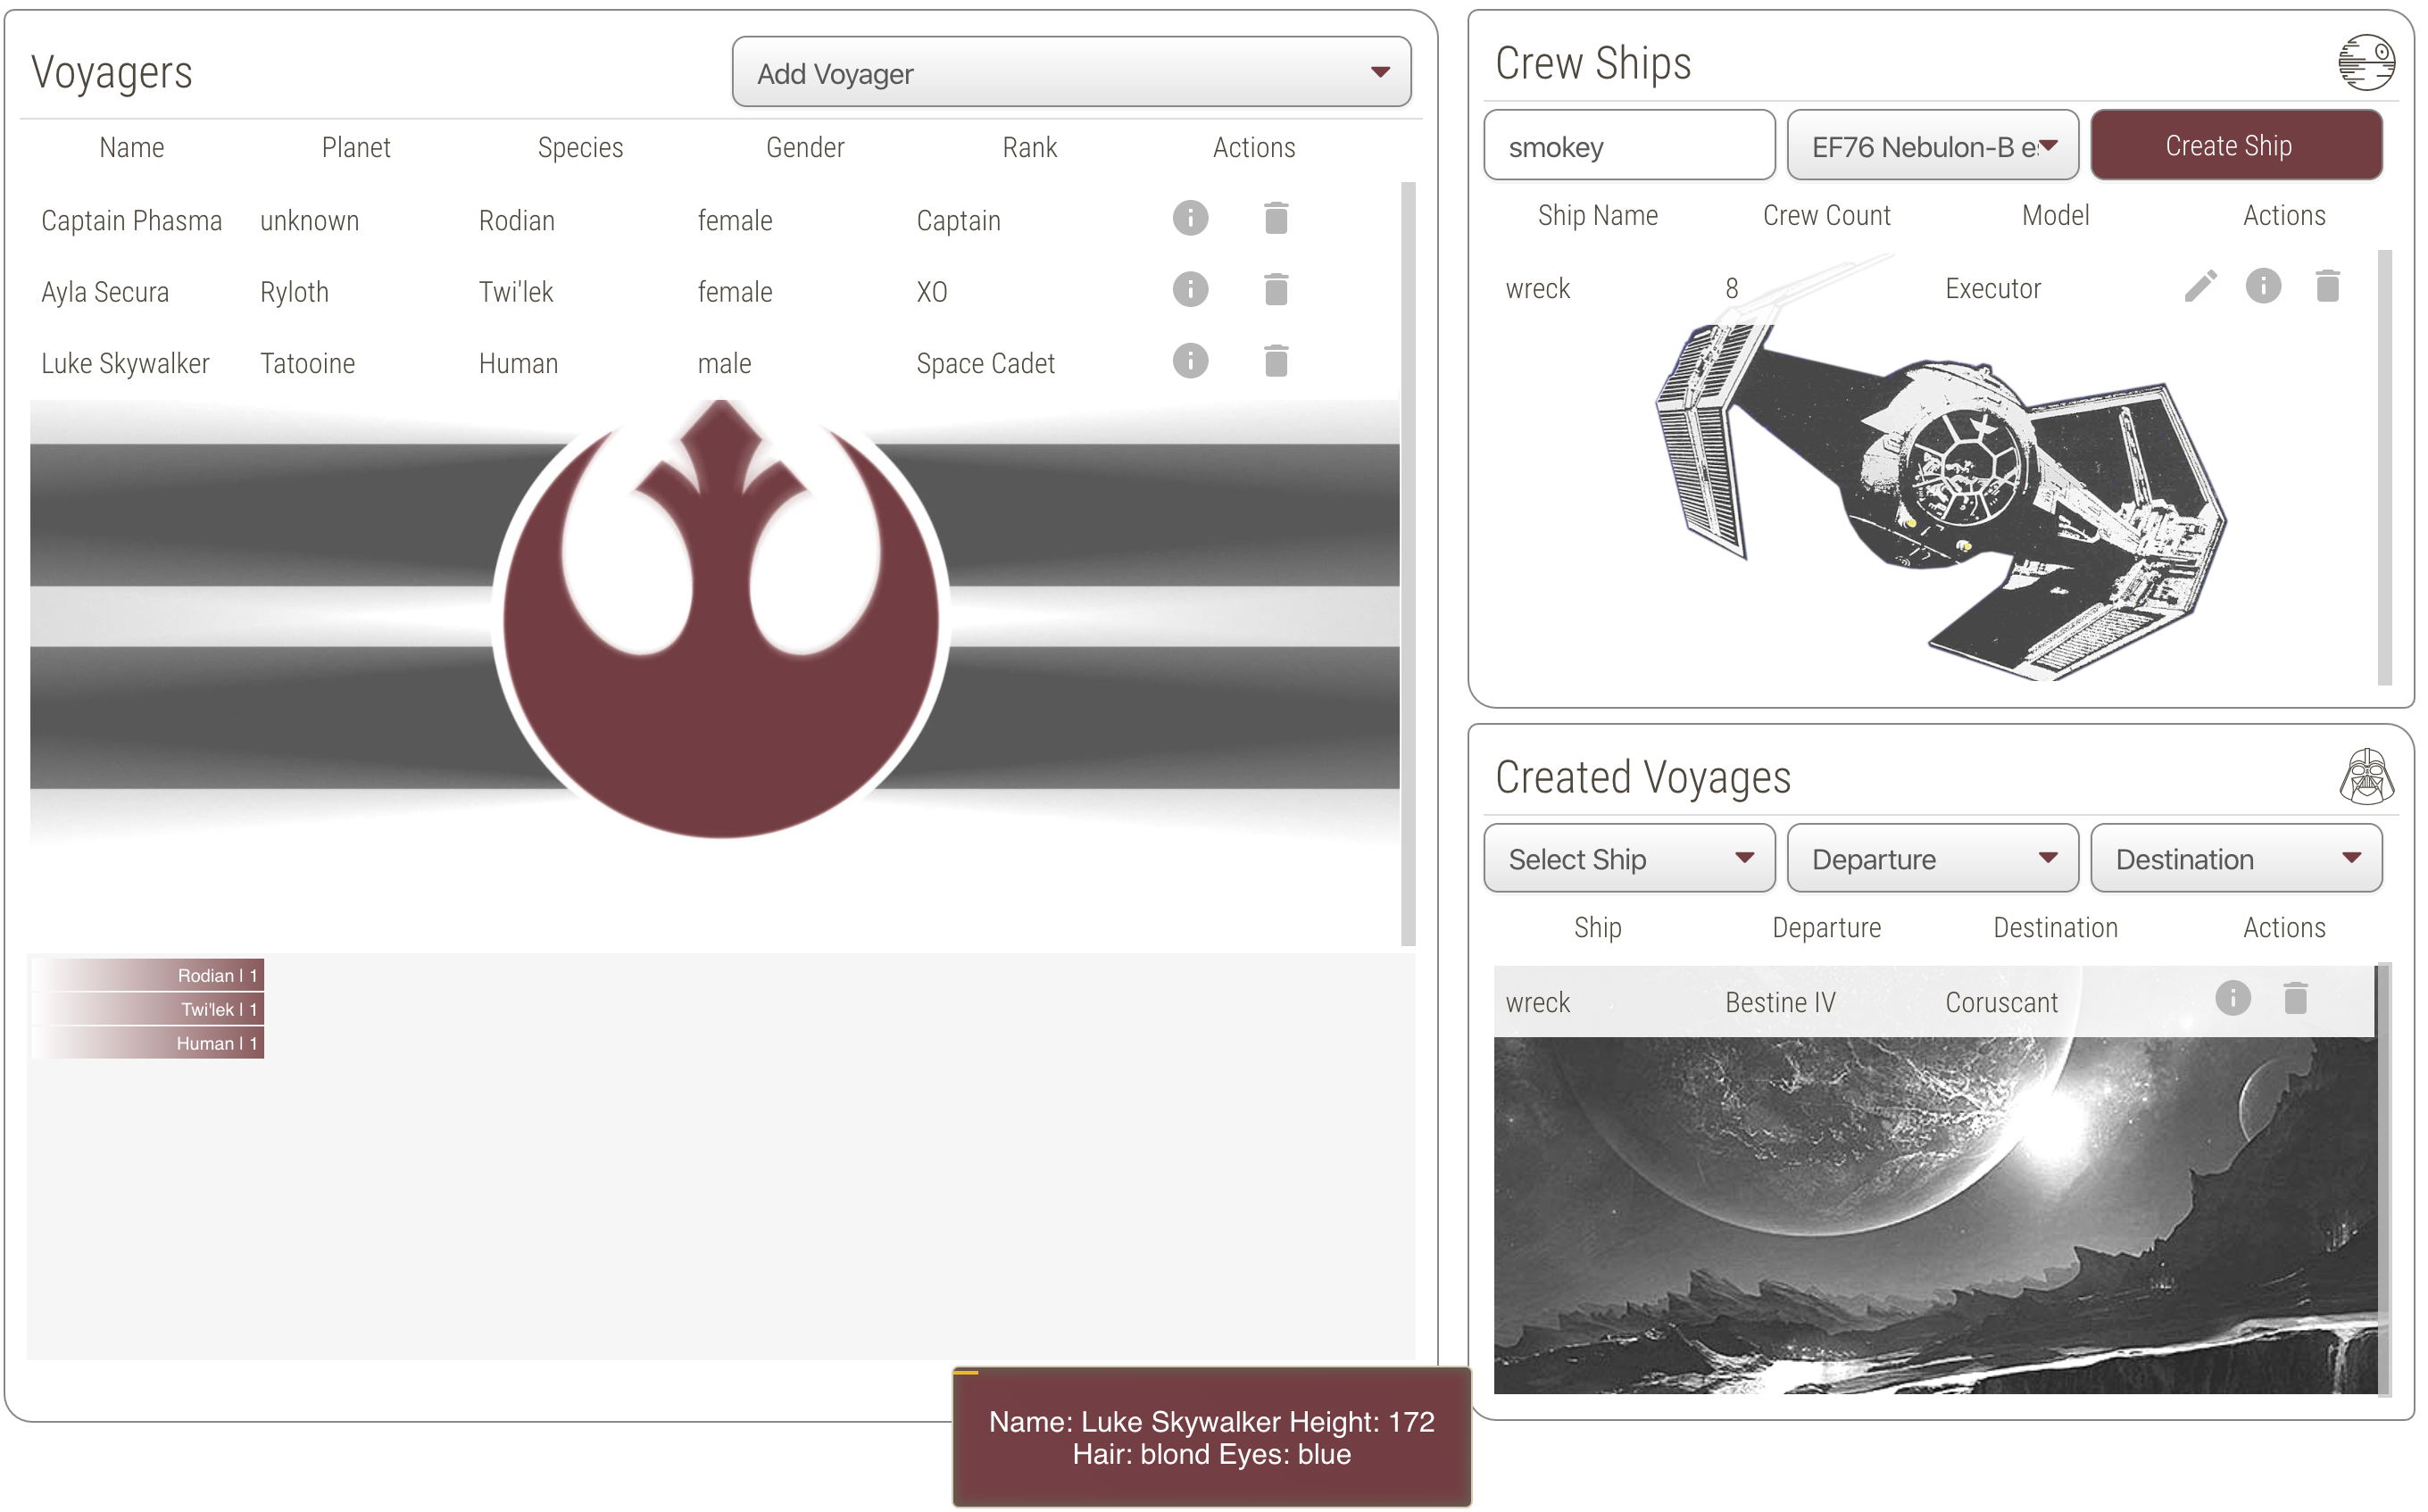 Voyagers
Add Voyager
Name Planet Species Gender Rank Actions
Captain Phasma unknown Rodian female Captain
Ayla Secura Ryloth Twi'lek female XO
Luke Skywalker Tatooine Human male Space Cadet
Rodian | 1
Twi'lek | 1
Human | 1
Crew Ships
smokey EF76 Nebulon-B Create Ship
Ship Name Crew Count Model Actions
wreck 8 Executor
Created Voyages
Select Ship Departure Destination
Ship Departure Destination Actions
wreck Bestine IV Coruscant
Name: Luke Skywalker Height: 172
Hair: blond Eyes: blue